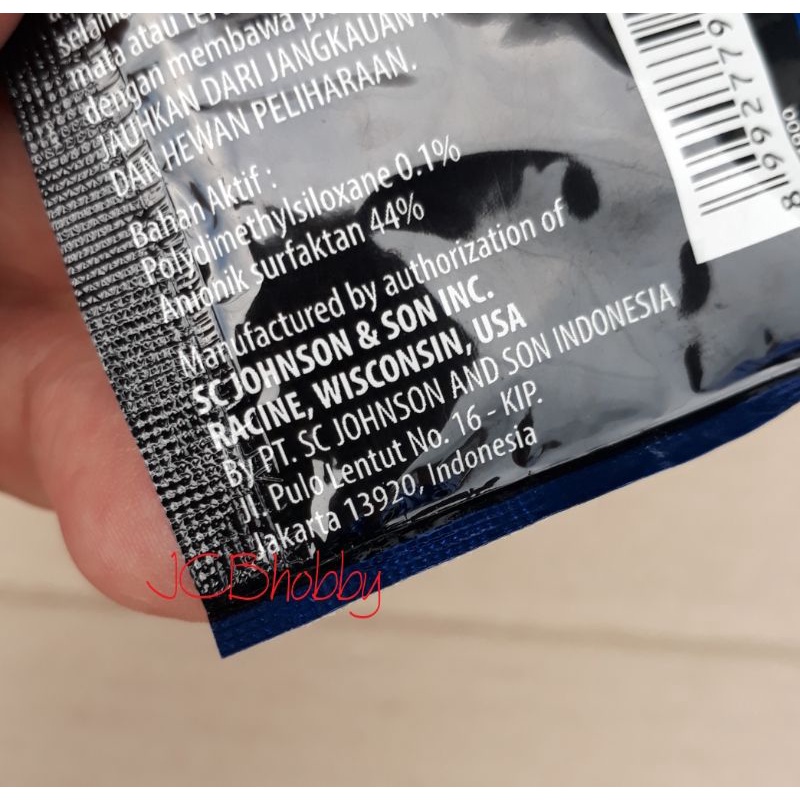 mata atau
dengan membawa
JAUHKAN DARI JANGKAUAN
DAN HEWAN PELIHARAAN.
Bahan Aktif :
Polydimethylsiloxane 0.1%
Anionik surfaktan 44%
Manufactured by authorization of
SC JOHNSON & SON INC.
RACINE, WISCONSIN, USA
By PT. SC JOHNSON AND SON INDONESIA
Jl. Pulo Lentut No. 16 - KIP.
Jakarta 13920, Indonesia
JCBhobby